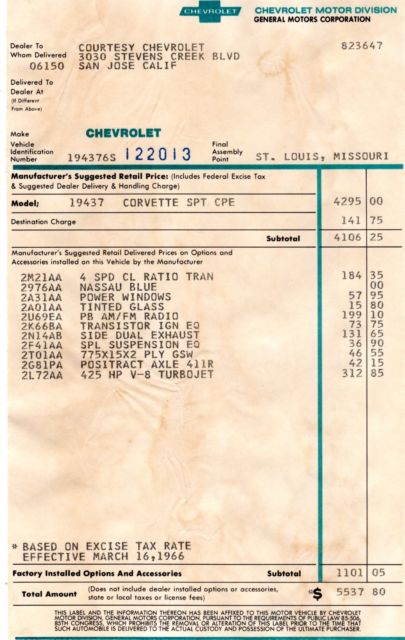 CHEVROLET CHEVROLET MOTOR DIVISION
GENERAL MOTORS CORPORATION
Dealer To COURTESY CHEVROLET 823647
Whom Delivered 3030 STEVENS CREEK BLVD
06150 SAN JOSE CALIF
Delivered To
Dealer At
(If Different
From Above)
Make CHEVROLET
Vehicle
Identification
Number 194376S 122013 Final
Assembly
Point ST. LOUIS, MISSOURI
Manufacturer's Suggested Retail Price: (Includes Federal Excise Tax
& Suggested Dealer Delivery & Handling Charge)
Model: 19437 CORVETTE SPT CPE 4295 00
Destination Charge 141 75
Subtotal 4106 25
Manufacturer's Suggested Retail Delivered Prices on Options and
Accessories installed on this Vehicle by the Manufacturer
2M21AA 4 SPD CL RATIO TRAN 184 35
2976AA NASSAU BLUE 00
2A31AA POWER WINDOWS 57 95
2A01AA TINTED GLASS 15 80
2U69EA PB AM/FM RADIO 199 10
2K66BA TRANSISTOR IGN EQ 73 75
2N14AB SIDE DUAL EXHAUST 131 65
2F41AA SPL SUSPENSION EQ 36 90
2T01AA 775X15X2 PLY GSW 46 55
2G81PA POSITRACT AXLE 411R 42 15
2L72AA 425 HP V-8 TURBOJET 312 85
* BASED ON EXCISE TAX RATE
EFFECTIVE MARCH 16,1966
Factory Installed Options And Accessories Subtotal 1101 05
Total Amount (Does not include dealer installed options or accessories,
state or local taxes or license fees) *$ 5537 80
THIS LABEL AND THE INFORMATION THEREON HAS BEEN AFFIXED TO THIS MOTOR VEHICLE BY CHEVROLET
MOTOR DIVISION, GENERAL MOTORS CORPORATION, PURSUANT TO THE REQUIREMENTS OF PUBLIC LAW 85-506,
85TH CONGRESS, WHICH PROHIBITS THE REMOVAL OR ALTERATION OF THIS LABEL PRIOR TO THE TIME THAT
SUCH AUTOMOBILE IS DELIVERED TO THE ACTUAL CUSTODY AND POSSESSION OF THE ULTIMATE PURCHASER.